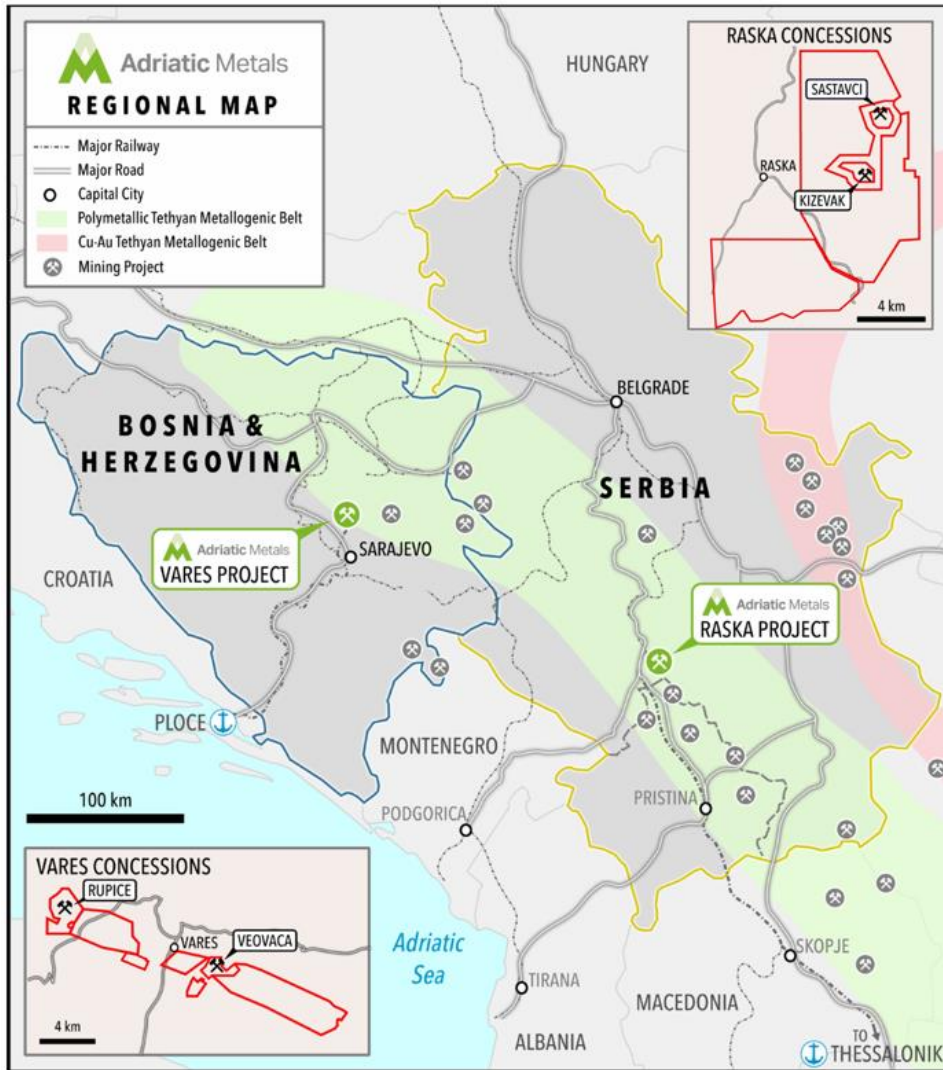 Adriatic Metals
REGIONAL MAP
Major Railway
Major Road
Capital City
Polymetallic Tethyan Metallogenic Belt
Cu-Au Tethyan Metallogenic Belt
Mining Project
HUNGARY
RASKA CONCESSIONS
SASTAVCI
RASKA
KIZEVAK
4 km
BELGRADE
BOSNIA &
HERZEGOVINA
SERBIA
Adriatic Metals
VARES PROJECT
SARAJEVO
CROATIA
Adriatic Metals
RASKA PROJECT
PLOCE
MONTENEGRO
100 km
PODGORICA
PRISTINA
VARES CONCESSIONS
RUPICE
VARES
VEOVACA
4 km
Adriatic
Sea
SKOPJE
TIRANA
MACEDONIA
ALBANIA
TO
THESSALONIK